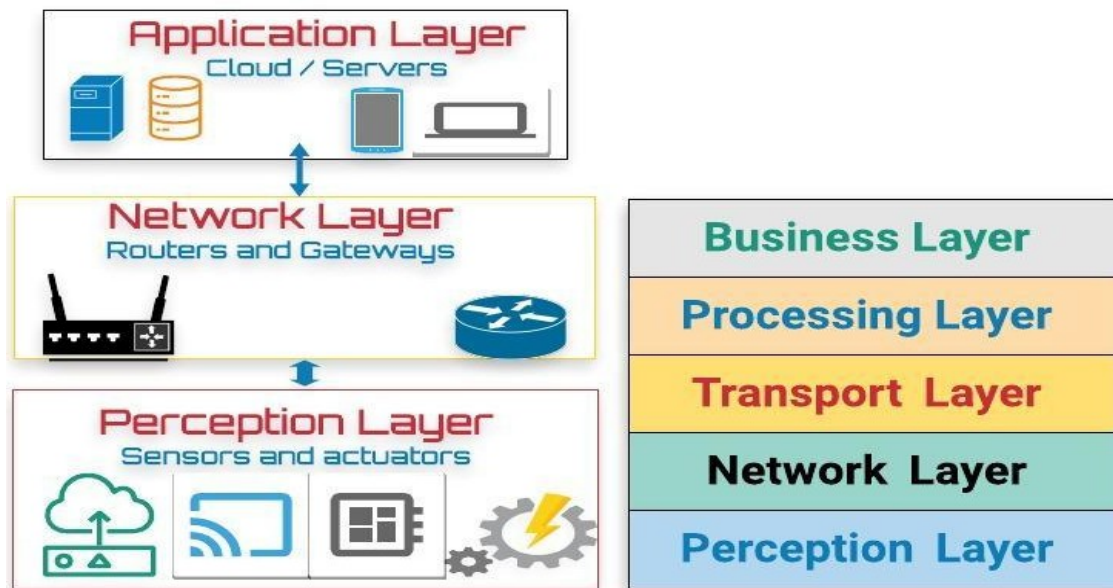 Application Layer
Cloud / Servers
Network Layer
Routers and Gateways
Perception Layer
Sensors and actuators
Business Layer
Processing Layer
Transport Layer
Network Layer
Perception Layer